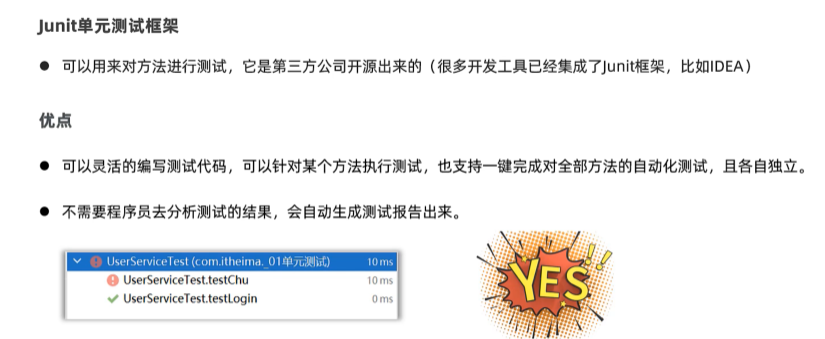 Junit单元测试框架
● 可以用来对方法进行测试，它是第三方公司开源出来的（很多开发工具已经集成了Junit框架，比如IDEA）
优点
● 可以灵活的编写测试代码，可以针对某个方法执行测试，也支持一键完成对全部方法的自动化测试，且各自独立。
● 不需要程序员去分析测试的结果，会自动生成测试报告出来。
UserServiceTest (com.itheima._01单元测试) 10 ms
UserServiceTest.testChu 10 ms
UserServiceTest.testLogin 0 ms
YES!!